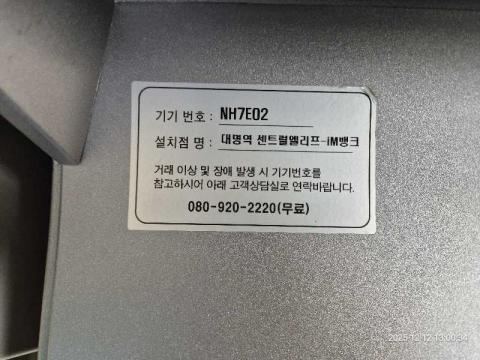 기기 번호 : NH7E02
설치점 명 : 대명역 센트럴엘리프-iM뱅크
거래 이상 및 장애 발생 시 기기번호를
참고하시어 아래 고객상담실로 연락바랍니다.
080-920-2220(무료)
2025-12-12 13:00:34